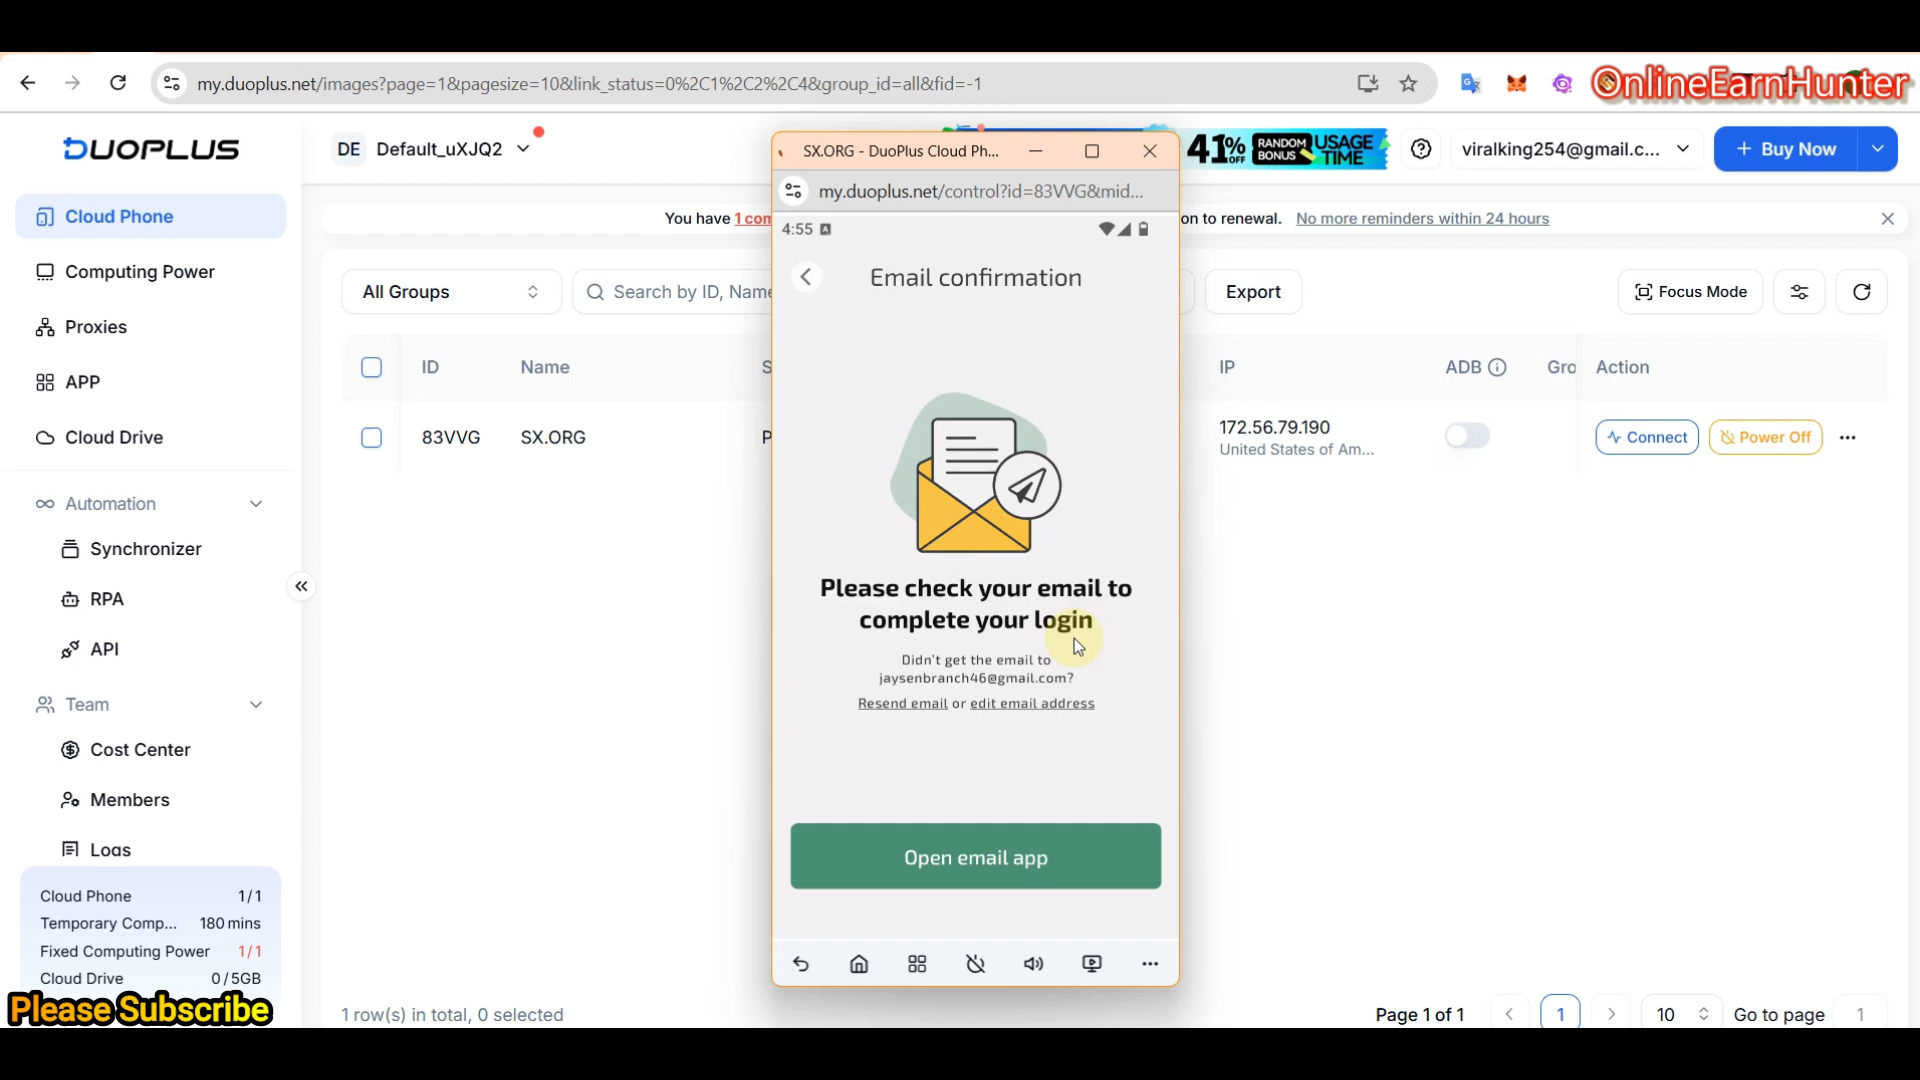 my.duoplus.net/images?page=1&pagesize=10&link_status=0%2C1%2C2%2C4&group_id=all&fid=-1
OnlineEarnHunter
DUOPLUS
DE Default_uXJQ2
41% OFF RANDOM BONUS USAGE TIME
viralking254@gmail.c...
+ Buy Now
You have 1 com
on to renewal. No more reminders within 24 hours
Cloud Phone
Computing Power
Proxies
APP
Cloud Drive
Automation
Synchronizer
RPA
API
Team
Cost Center
Members
Logs
Cloud Phone 1/1
Temporary Comp... 180 mins
Fixed Computing Power 1/1
Cloud Drive 0/5GB
Please Subscribe
All Groups
Search by ID, Name
Export
Focus Mode
ID Name S IP ADB Gro Action
83VVG SX.ORG P 172.56.79.190 Connect Power Off
United States of Am...
1 row(s) in total, 0 selected
Page 1 of 1 1 10 Go to page 1
SX.ORG - DuoPlus Cloud Ph...
my.duoplus.net/control?id=83VVG&mid...
4:55 A
Email confirmation
Please check your email to
complete your login
Didn't get the email to
jaysenbranch46@gmail.com?
Resend email or edit email address
Open email app